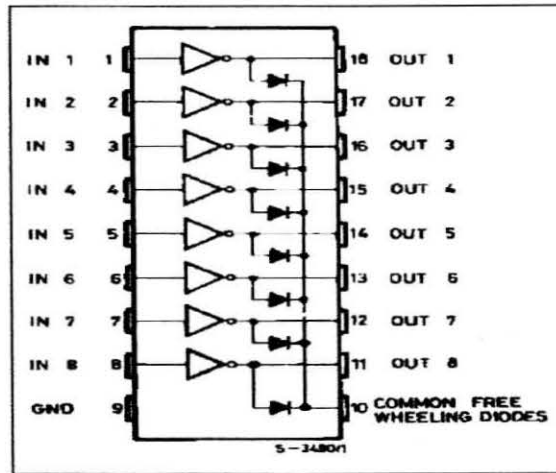 IN 1 1 18 OUT 1
IN 2 2 17 OUT 2
IN 3 3 16 OUT 3
IN 4 4 15 OUT 4
IN 5 5 14 OUT 5
IN 6 6 13 OUT 6
IN 7 7 12 OUT 7
IN 8 8 11 OUT 8
GND 9 10 COMMON FREE
WHEELING DIODES
S-3480/1